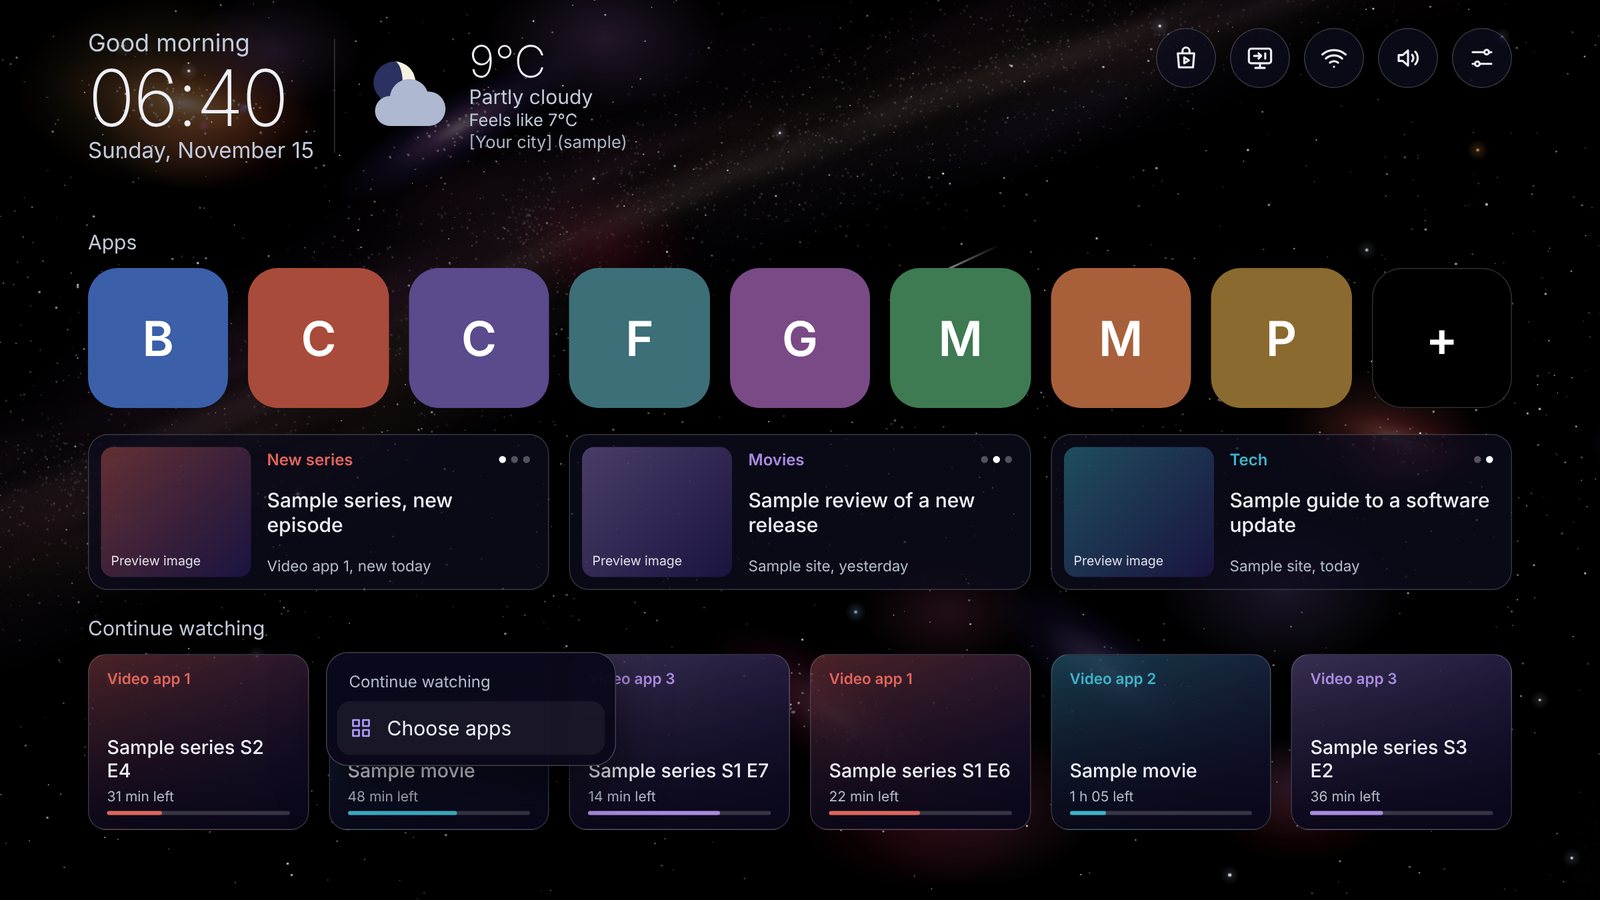 Good morning
06:40
Sunday, November 15
9°C
Partly cloudy
Feels like 7°C
[Your city] (sample)
Apps
B
C
C
F
G
M
M
P
+
New series
Sample series, new
episode
Video app 1, new today
Preview image
Movies
Sample review of a new
release
Sample site, yesterday
Preview image
Tech
Sample guide to a software
update
Sample site, today
Preview image
Continue watching
Video app 1
Sample series S2
E4
31 min left
Continue watching
Choose apps
Sample movie
48 min left
eo app 3
Sample series S1 E7
14 min left
Video app 1
Sample series S1 E6
22 min left
Video app 2
Sample movie
1 h 05 left
Video app 3
Sample series S3
E2
36 min left